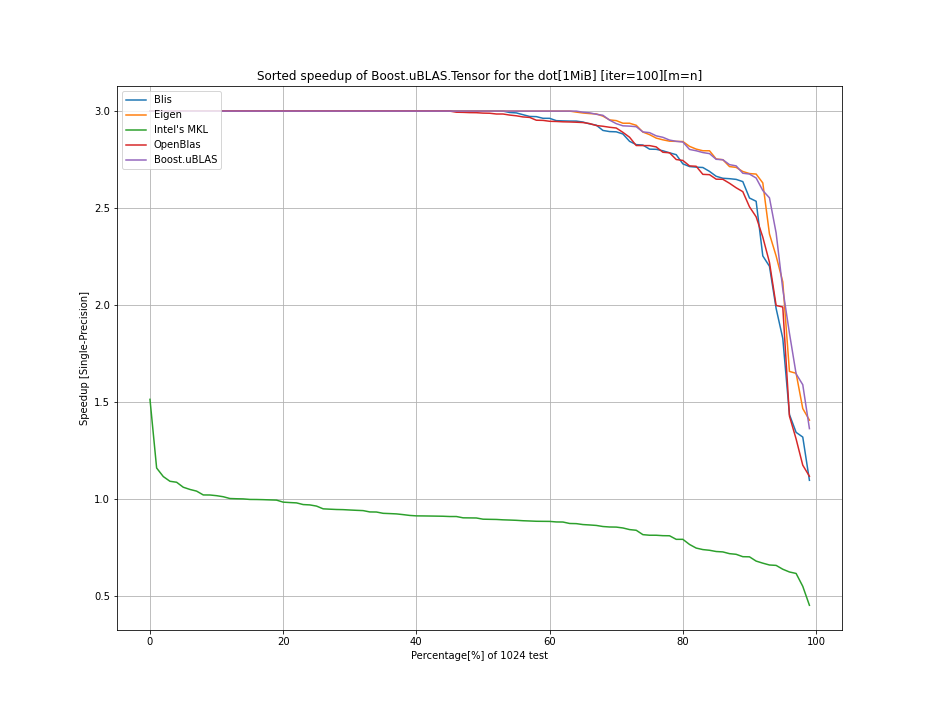 Sorted speedup of Boost.uBLAS.Tensor for the dot[1MiB] [iter=100][m=n]
Blis
Eigen
Intel's MKL
OpenBlas
Boost.uBLAS
Speedup [Single-Precision]
3.0
2.5
2.0
1.5
1.0
0.5
0 20 40 60 80 100
Percentage[%] of 1024 test